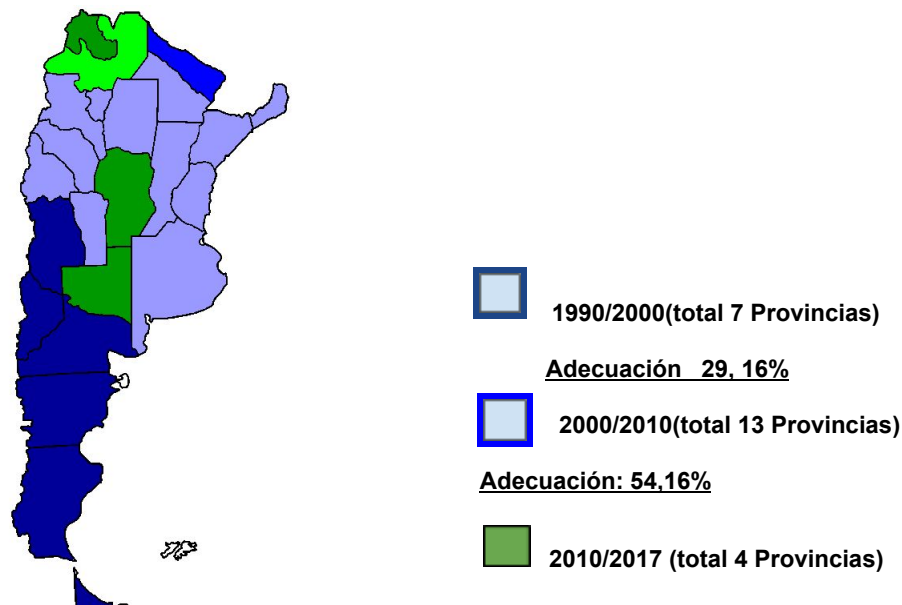 1990/2000(total 7 Provincias)
Adecuación 29, 16%
2000/2010(total 13 Provincias)
Adecuación: 54,16%
2010/2017 (total 4 Provincias)